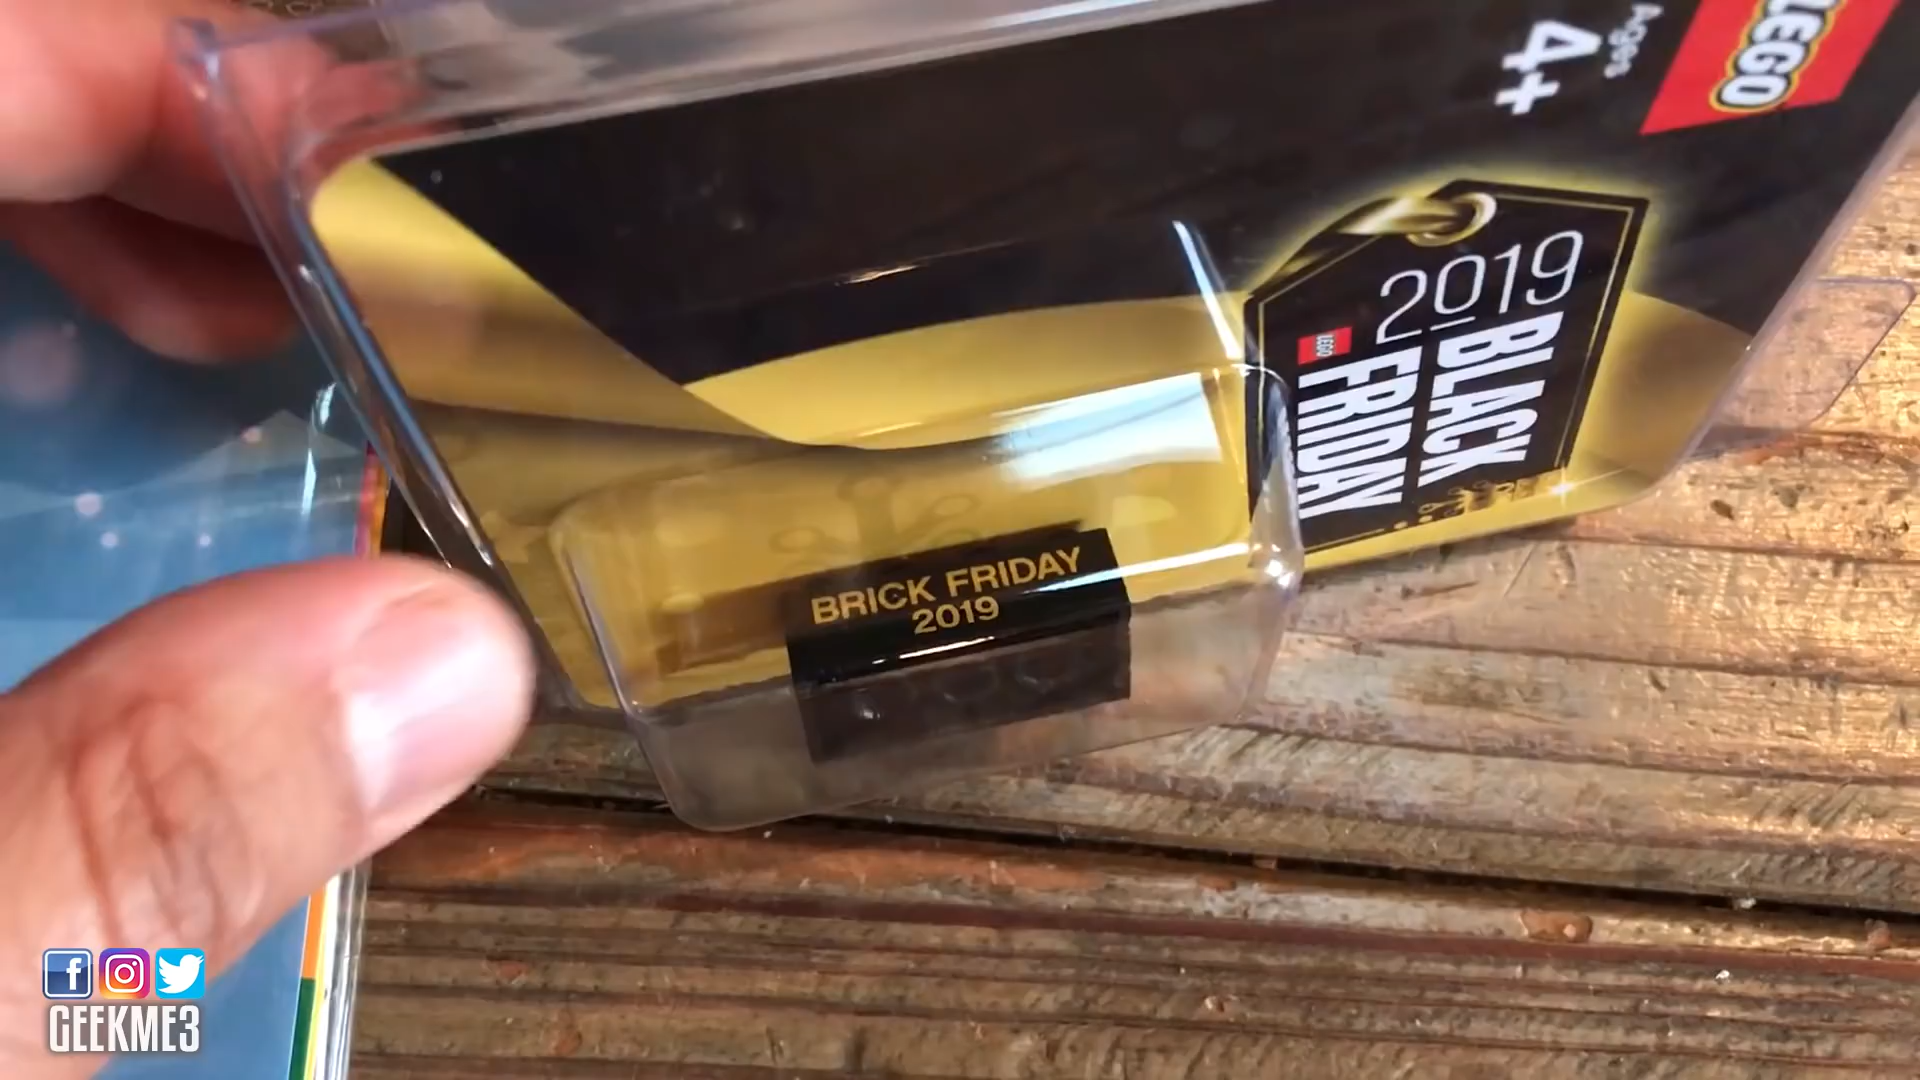 LEGO
Ages
4+
2019
BLACK
LEGO
FRIDAY
BRICK FRIDAY
2019
f
GEEKME3